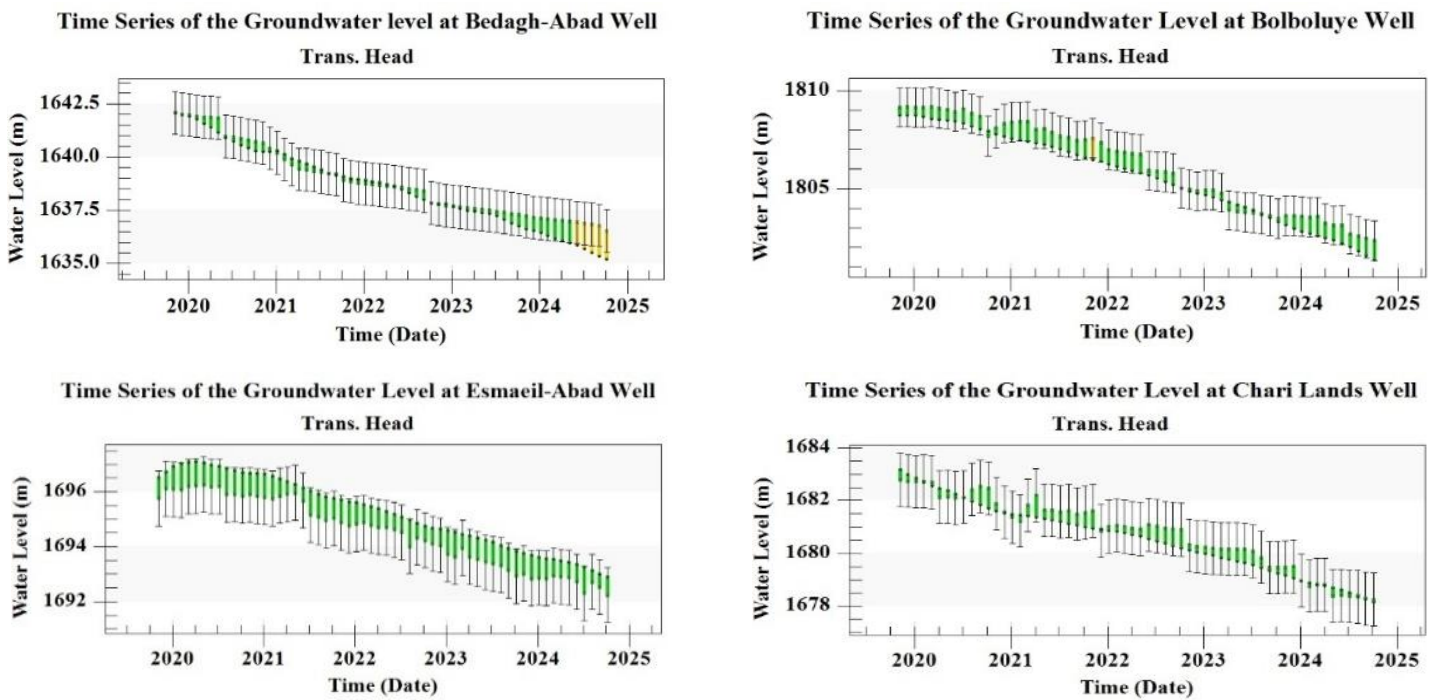 Time Series of the Groundwater level at Bedagh-Abad Well
Trans. Head
Water Level (m)
1642.5
1640.0
1637.5
1635.0
2020 2021 2022 2023 2024 2025
Time (Date)
Time Series of the Groundwater Level at Bolboluye Well
Trans. Head
Water Level (m)
1810
1805
2020 2021 2022 2023 2024 2025
Time (Date)
Time Series of the Groundwater Level at Esmaeil-Abad Well
Trans. Head
Water Level (m)
1696
1694
1692
2020 2021 2022 2023 2024 2025
Time (Date)
Time Series of the Groundwater Level at Chari Lands Well
Trans. Head
Water Level (m)
1684
1682
1680
1678
2020 2021 2022 2023 2024 2025
Time (Date)